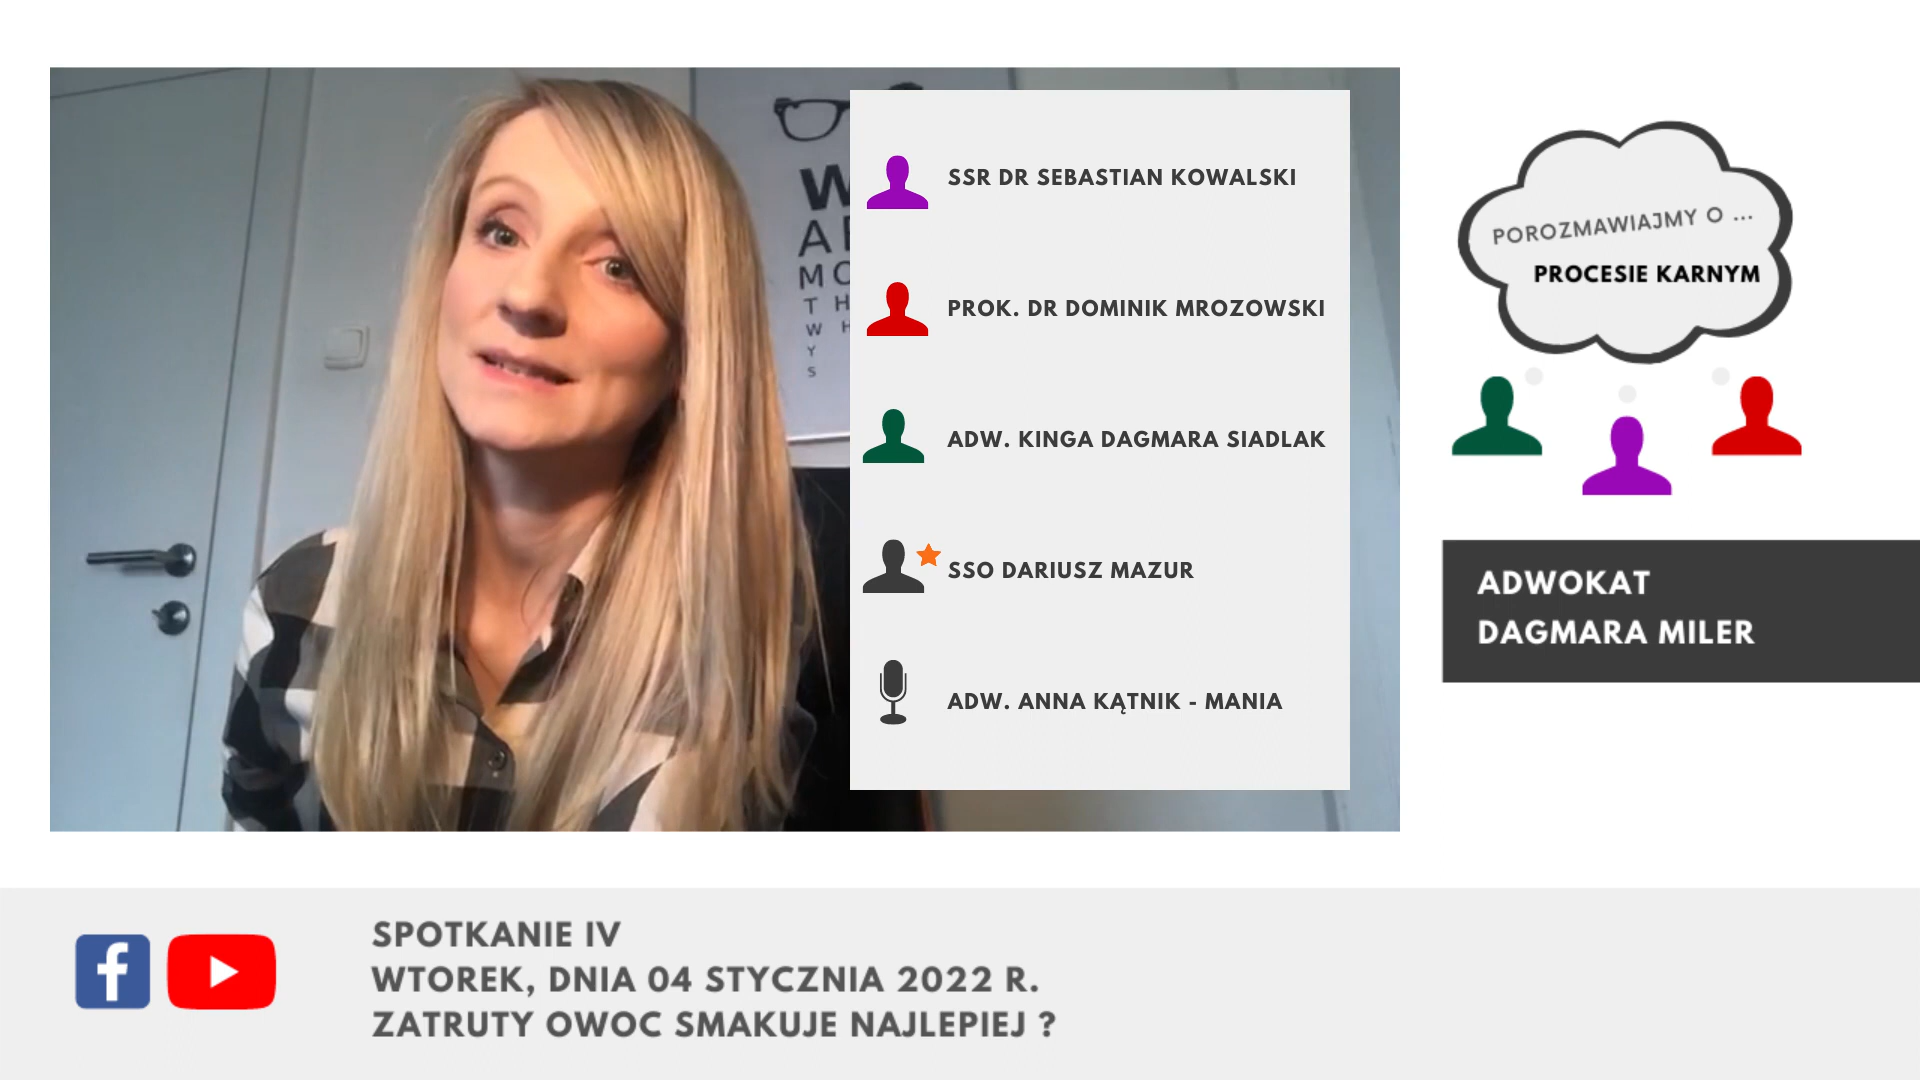 W
A
M O
T H
W H
Y
S
SSR DR SEBASTIAN KOWALSKI
PROK. DR DOMINIK MROZOWSKI
ADW. KINGA DAGMARA SIADLAK
SSO DARIUSZ MAZUR
ADW. ANNA KĄTNIK - MANIA
POROZMAWIAJMY O ...
PROCESIE KARNYM
ADWOKAT
DAGMARA MILER
SPOTKANIE IV
WTOREK, DNIA 04 STYCZNIA 2022 R.
ZATRUTY OWOC SMAKUJE NAJLEPIEJ ?